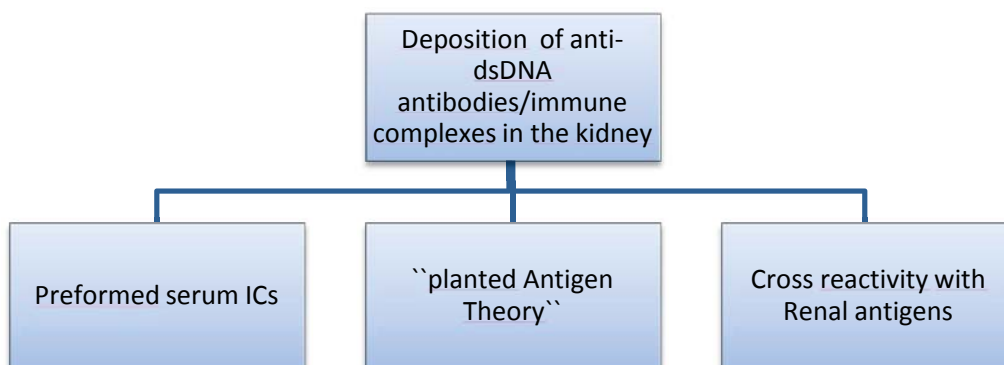 Deposition of anti-
dsDNA
antibodies/immune
complexes in the kidney
Preformed serum ICs
``planted Antigen
Theory``
Cross reactivity with
Renal antigens